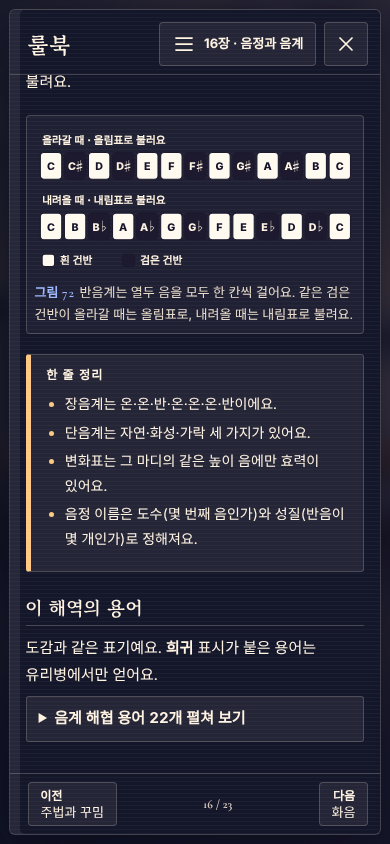 룰북
16장 · 음정과 음계
불려요.
올라갈 때 · 올림표로 불러요
C C♯ D D♯ E F F♯ G G♯ A A♯ B C
내려올 때 · 내림표로 불러요
C B B♭ A A♭ G G♭ F E E♭ D D♭ C
흰 건반 검은 건반
그림 72 반음계는 열두 음을 모두 한 칸씩 걸어요. 같은 검은
건반이 올라갈 때는 올림표로, 내려올 때는 내림표로 불려요.
한 줄 정리
• 장음계는 온·온·반·온·온·온·반이에요.
• 단음계는 자연·화성·가락 세 가지가 있어요.
• 변화표는 그 마디의 같은 높이 음에만 효력이
있어요.
• 음정 이름은 도수(몇 번째 음인가)와 성질(반음이
몇 개인가)로 정해져요.
이 해역의 용어
도감과 같은 표기예요. 희귀 표시가 붙은 용어는
유리병에서만 얻어요.
▶ 음계 해협 용어 22개 펼쳐 보기
이전
주법과 꾸밈
16 / 23
다음
화음